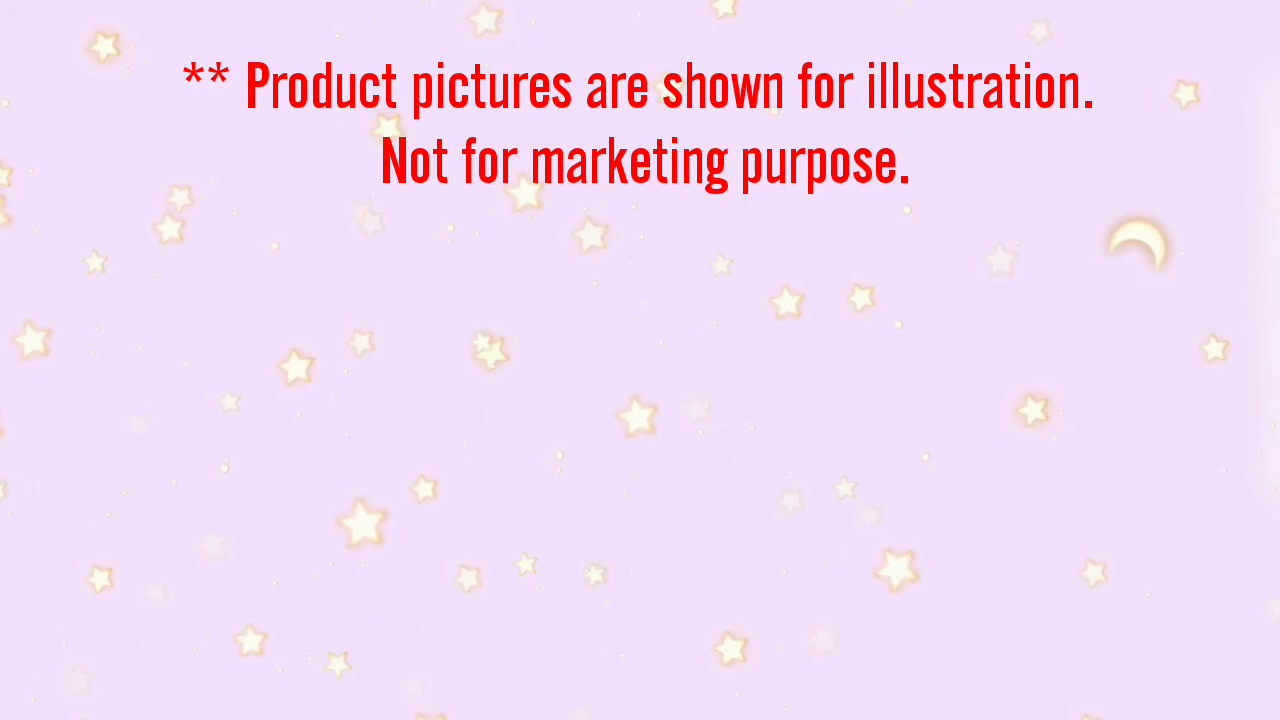 ** Product pictures are shown for illustration.
Not for marketing purpose.